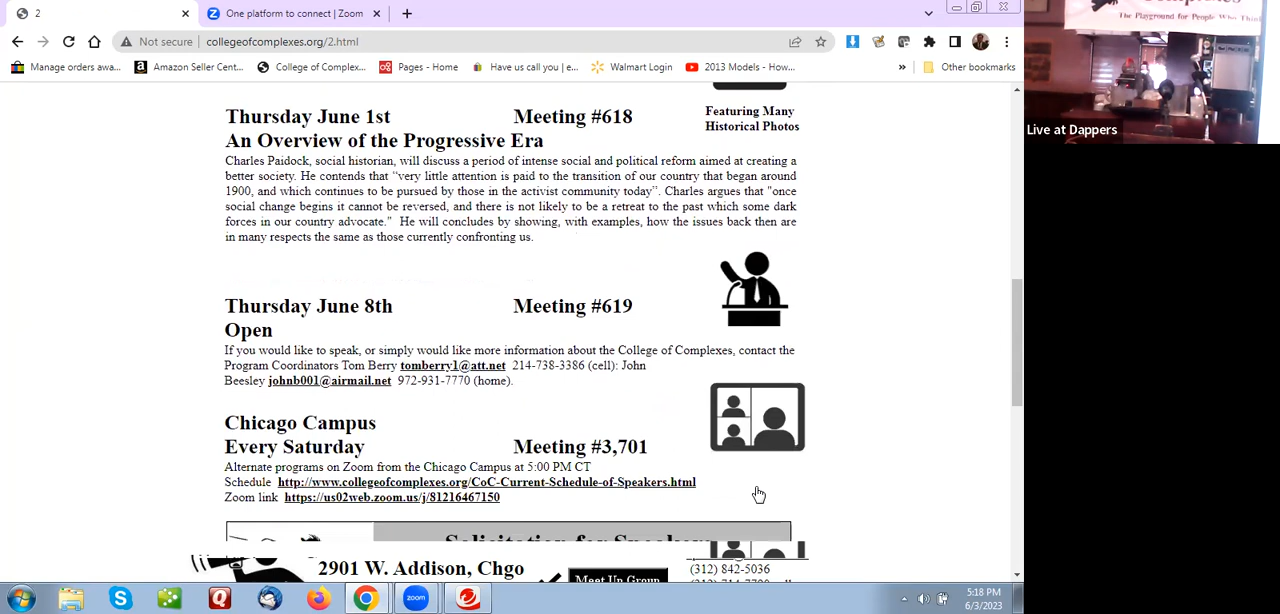 2
One platform to connect | Zoom
Not secure
collegeofcomplexes.org/2.html
Manage orders awa...
Amazon Seller Cent...
College of Complex...
Pages - Home
Have us call you | e...
Walmart Login
2013 Models - How...
»
Other bookmarks
The Playground for People Who Thin
Live at Dappers
Featuring Many
Historical Photos
Thursday June 1st Meeting #618
An Overview of the Progressive Era
Charles Paidock, social historian, will discuss a period of intense social and political reform aimed at creating a
better society. He contends that “very little attention is paid to the transition of our country that began around
1900, and which continues to be pursued by those in the activist community today”. Charles argues that "once
social change begins it cannot be reversed, and there is not likely to be a retreat to the past which some dark
forces in our country advocate.” He will concludes by showing, with examples, how the issues back then are
in many respects the same as those currently confronting us.
Thursday June 8th Meeting #619
Open
If you would like to speak, or simply would like more information about the College of Complexes, contact the
Program Coordinators Tom Berry tomberry1@att.net 214-738-3386 (cell): John
Beesley johnb001@airmail.net 972-931-7770 (home).
Chicago Campus
Every Saturday Meeting #3,701
Alternate programs on Zoom from the Chicago Campus at 5:00 PM CT
Schedule http://www.collegeofcomplexes.org/CoC-Current-Schedule-of-Speakers.html
Zoom link https://us02web.zoom.us/j/81216467150
Solicitation for Speakers
2901 W. Addison, Chgo
Meet Up Group
(312) 842-5036
zoom
5:18 PM
6/3/2023